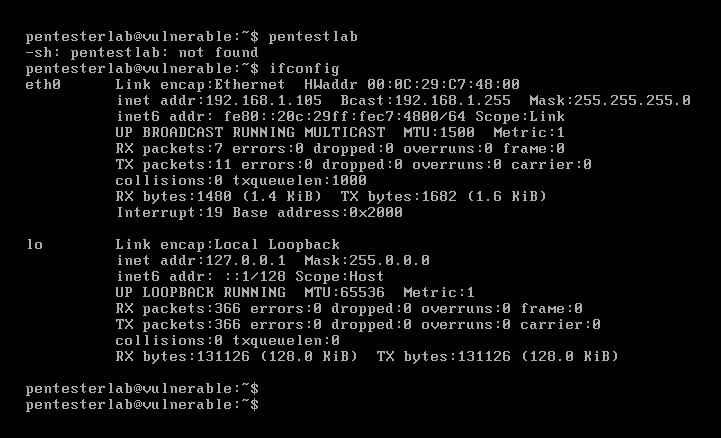 pentesterlab@vulnerable:~$ pentestlab
-sh: pentestlab: not found
pentesterlab@vulnerable:~$ ifconfig
eth0      Link encap:Ethernet  HWaddr 00:0C:29:C7:48:00
          inet addr:192.168.1.105  Bcast:192.168.1.255  Mask:255.255.255.0
          inet6 addr: fe80::20c:29ff:fec7:4800/64 Scope:Link
          UP BROADCAST RUNNING MULTICAST  MTU:1500  Metric:1
          RX packets:7 errors:0 dropped:0 overruns:0 frame:0
          TX packets:11 errors:0 dropped:0 overruns:0 carrier:0
          collisions:0 txqueuelen:1000
          RX bytes:1480 (1.4 KiB)  TX bytes:1682 (1.6 KiB)
          Interrupt:19 Base address:0x2000
lo        Link encap:Local Loopback
          inet addr:127.0.0.1  Mask:255.0.0.0
          inet6 addr: ::1/128 Scope:Host
          UP LOOPBACK RUNNING  MTU:65536  Metric:1
          RX packets:366 errors:0 dropped:0 overruns:0 frame:0
          TX packets:366 errors:0 dropped:0 overruns:0 carrier:0
          collisions:0 txqueuelen:0
          RX bytes:131126 (128.0 KiB)  TX bytes:131126 (128.0 KiB)
pentesterlab@vulnerable:~$
pentesterlab@vulnerable:~$